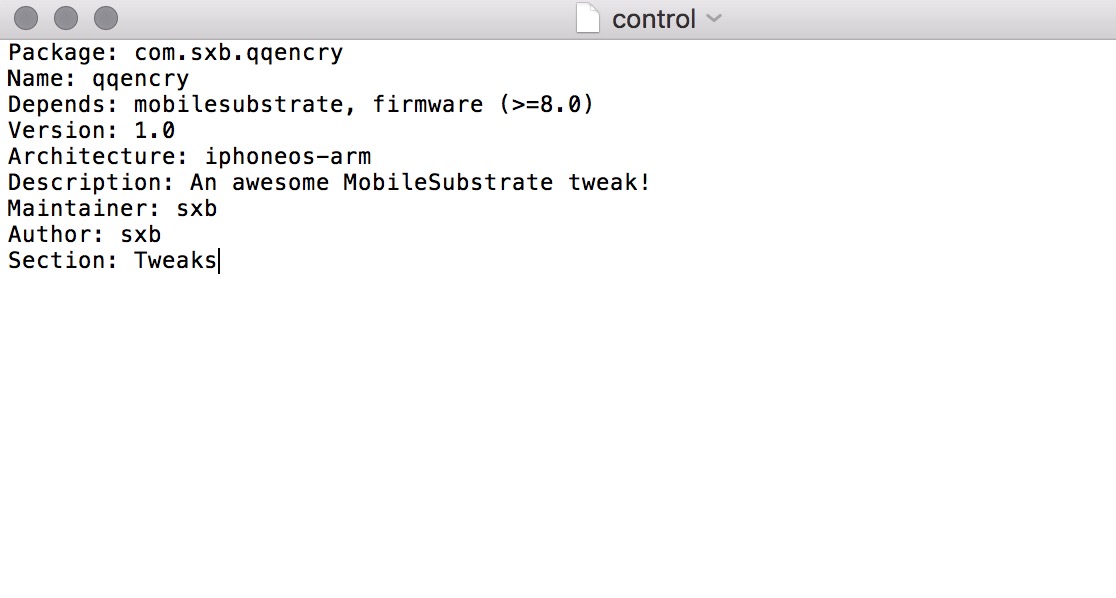 control
Package: com.sxb.qqencry
Name: qqencry
Depends: mobilesubstrate, firmware (>=8.0)
Version: 1.0
Architecture: iphoneos-arm
Description: An awesome MobileSubstrate tweak!
Maintainer: sxb
Author: sxb
Section: Tweaks